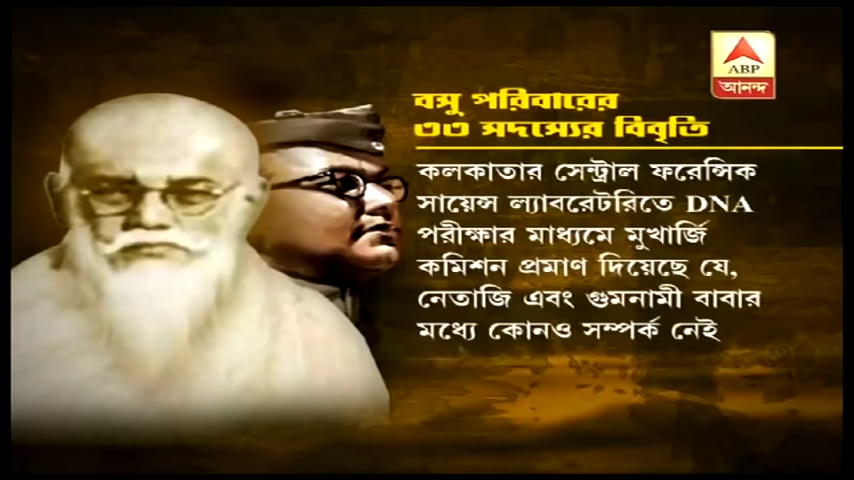 ABP
আনন্দ
বসু পরিবারের
৩৩ সদস্যের বিবৃতি
কলকাতার সেন্ট্রাল ফরেন্সিক
সায়েন্স ল্যাবরেটরিতে DNA
পরীক্ষার মাধ্যমে মুখার্জি
কমিশন প্রমাণ দিয়েছে যে,
নেতাজি এবং গুমনামী বাবার
মধ্যে কোনও সম্পর্ক নেই